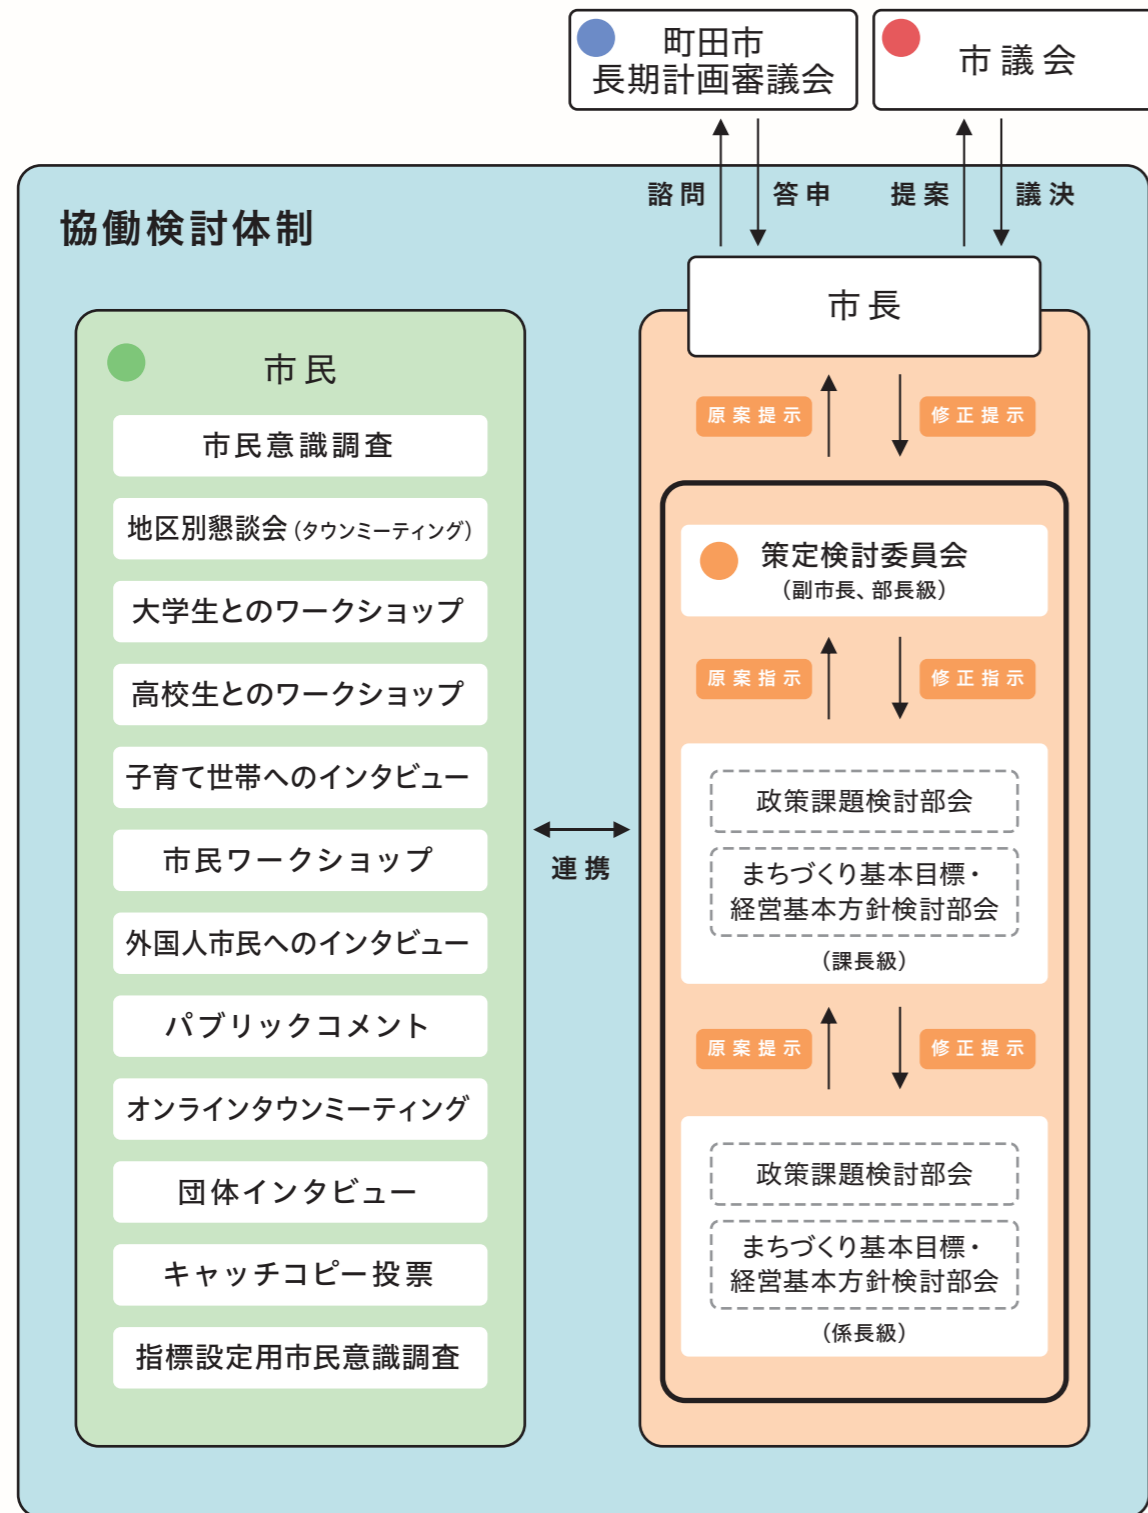 町田市
長期計画審議会
市議会
諮問
答申
提案
議決
協働検討体制
市長
市民
市民意識調査
地区別懇談会（タウンミーティング）
大学生とのワークショップ
高校生とのワークショップ
子育て世帯へのインタビュー
市民ワークショップ
外国人市民へのインタビュー
パブリックコメント
オンラインタウンミーティング
団体インタビュー
キャッチコピー投票
指標設定用市民意識調査
連携
原案提示
修正提示
策定検討委員会
（副市長、部長級）
原案指示
修正指示
政策課題検討部会
まちづくり基本目標・
経営基本方針検討部会
（課長級）
原案提示
修正提示
政策課題検討部会
まちづくり基本目標・
経営基本方針検討部会
（係長級）